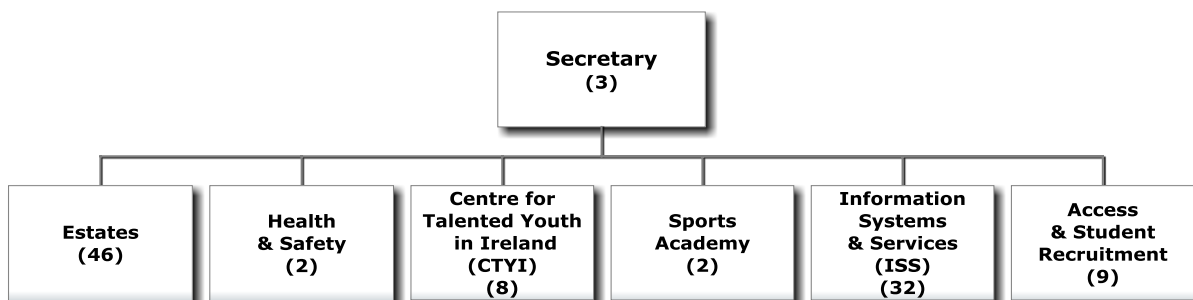 Secretary
(3)
Estates
(46)
Health
& Safety
(2)
Centre for
Talented Youth
in Ireland
(CTYI)
(8)
Sports
Academy
(2)
Information
Systems
& Services
(ISS)
(32)
Access
& Student
Recruitment
(9)